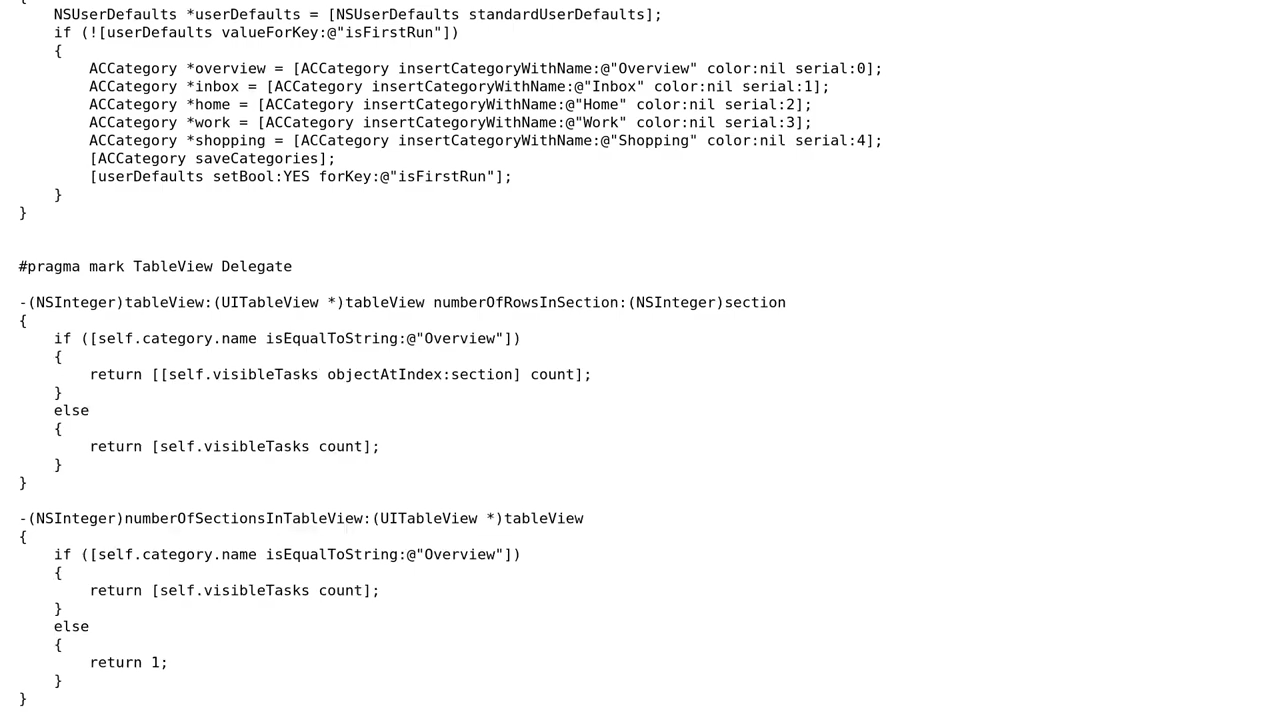 {
    NSUserDefaults *userDefaults = [NSUserDefaults standardUserDefaults];
    if (![userDefaults valueForKey:@"isFirstRun"])
    {
        ACCategory *overview = [ACCategory insertCategoryWithName:@"Overview" color:nil serial:0];
        ACCategory *inbox = [ACCategory insertCategoryWithName:@"Inbox" color:nil serial:1];
        ACCategory *home = [ACCategory insertCategoryWithName:@"Home" color:nil serial:2];
        ACCategory *work = [ACCategory insertCategoryWithName:@"Work" color:nil serial:3];
        ACCategory *shopping = [ACCategory insertCategoryWithName:@"Shopping" color:nil serial:4];
        [ACCategory saveCategories];
        [userDefaults setBool:YES forKey:@"isFirstRun"];
    }
}

#pragma mark TableView Delegate

-(NSInteger)tableView:(UITableView *)tableView numberOfRowsInSection:(NSInteger)section
{
    if ([self.category.name isEqualToString:@"Overview"])
    {
        return [[self.visibleTasks objectAtIndex:section] count];
    }
    else
    {
        return [self.visibleTasks count];
    }
}

-(NSInteger)numberOfSectionsInTableView:(UITableView *)tableView
{
    if ([self.category.name isEqualToString:@"Overview"])
    {
        return [self.visibleTasks count];
    }
    else
    {
        return 1;
    }
}